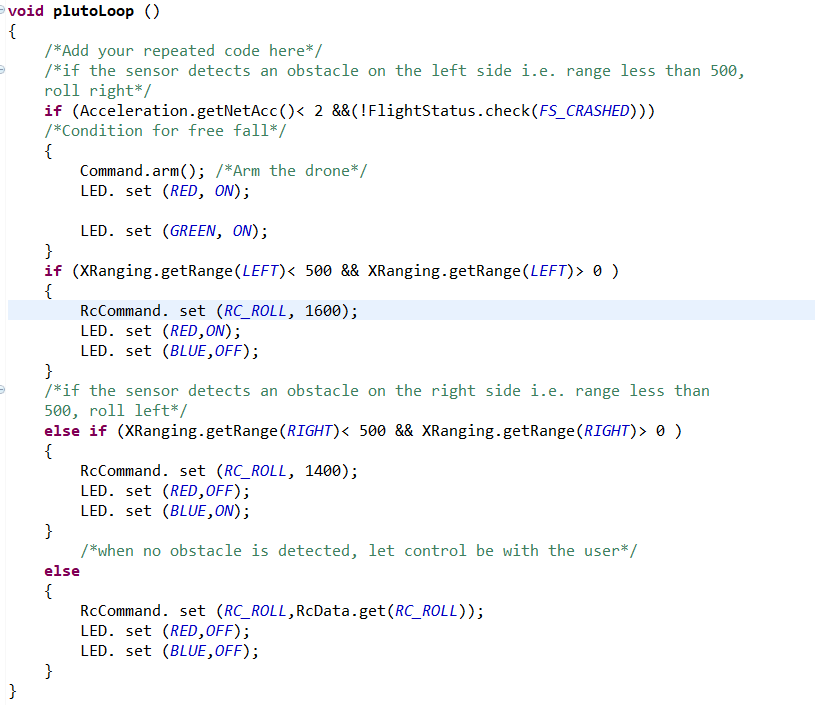 void plutoLoop ()
{
    /*Add your repeated code here*/
    /*if the sensor detects an obstacle on the left side i.e. range less than 500,
    roll right*/
    if (Acceleration.getNetAcc()< 2 &&(!FlightStatus.check(FS_CRASHED)))
    /*Condition for free fall*/
    {
        Command.arm(); /*Arm the drone*/
        LED. set (RED, ON);

        LED. set (GREEN, ON);
    }
    if (XRanging.getRange(LEFT)< 500 && XRanging.getRange(LEFT)> 0 )
    {
        RcCommand. set (RC_ROLL, 1600);
        LED. set (RED,ON);
        LED. set (BLUE,OFF);
    }
    /*if the sensor detects an obstacle on the right side i.e. range less than
    500, roll left*/
    else if (XRanging.getRange(RIGHT)< 500 && XRanging.getRange(RIGHT)> 0 )
    {
        RcCommand. set (RC_ROLL, 1400);
        LED. set (RED,OFF);
        LED. set (BLUE,ON);
    }
        /*when no obstacle is detected, let control be with the user*/
    else
    {
        RcCommand. set (RC_ROLL,RcData.get(RC_ROLL));
        LED. set (RED,OFF);
        LED. set (BLUE,OFF);
    }
}